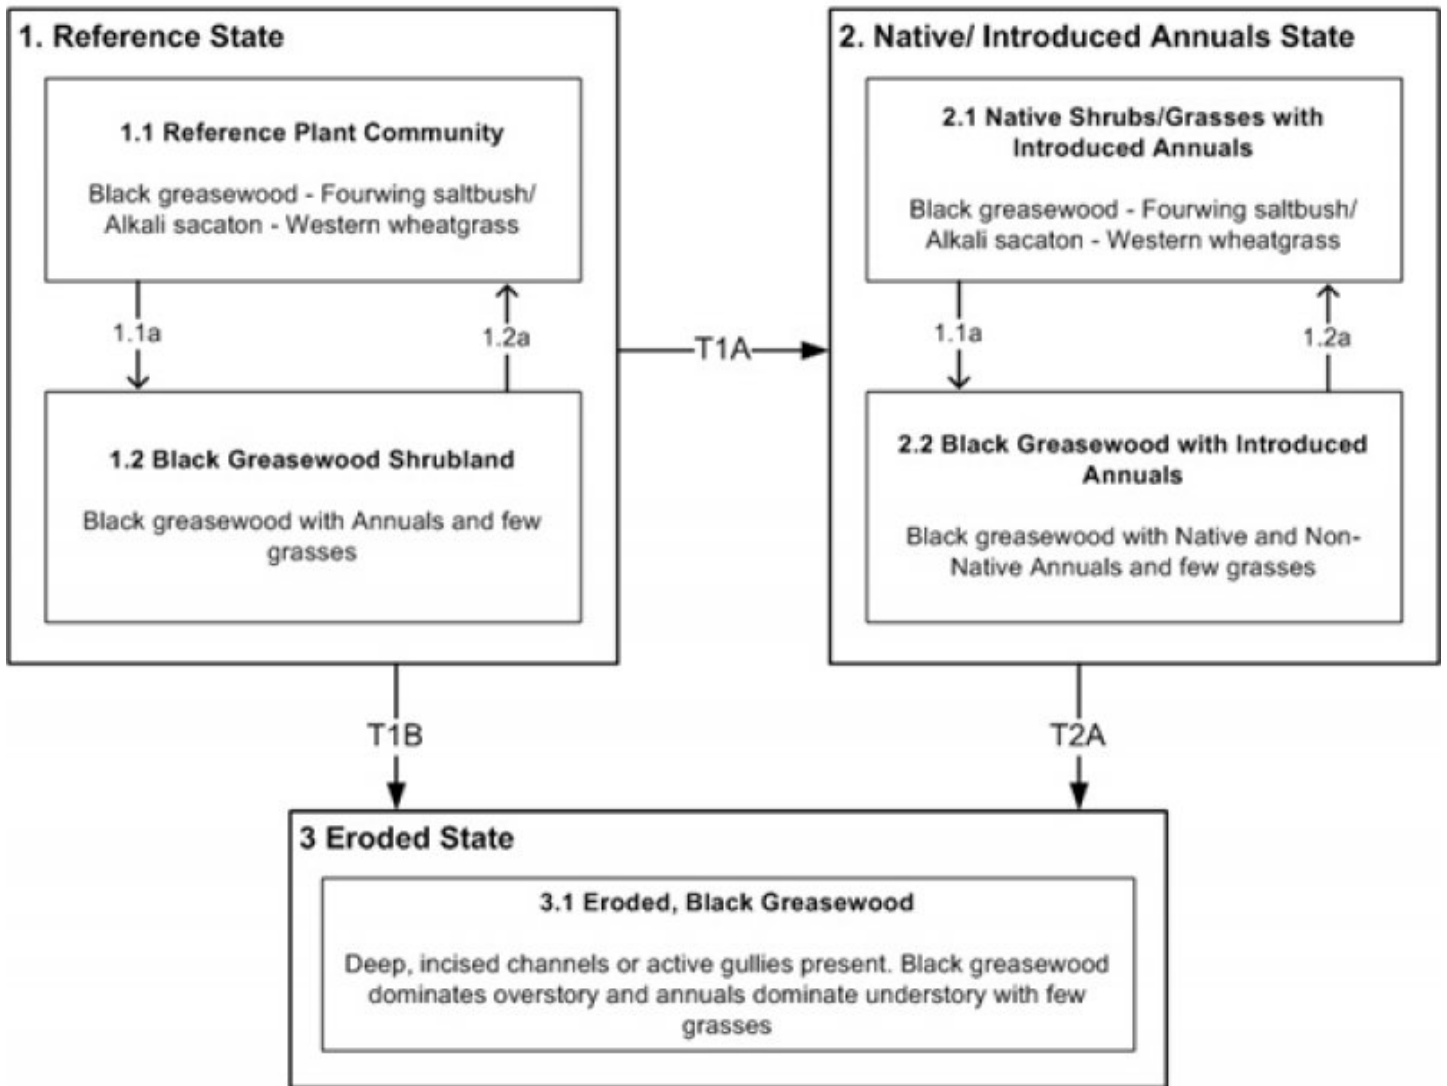 1. Reference State
1.1 Reference Plant Community
Black greasewood - Fourwing saltbush/
Alkali sacaton - Western wheatgrass
1.1a
1.2a
1.2 Black Greasewood Shrubland
Black greasewood with Annuals and few
grasses
T1A
2. Native/ Introduced Annuals State
2.1 Native Shrubs/Grasses with
Introduced Annuals
Black greasewood - Fourwing saltbush/
Alkali sacaton - Western wheatgrass
1.1a
1.2a
2.2 Black Greasewood with Introduced
Annuals
Black greasewood with Native and Non-
Native Annuals and few grasses
T1B
T2A
3 Eroded State
3.1 Eroded, Black Greasewood
Deep, incised channels or active gullies present. Black greasewood
dominates overstory and annuals dominate understory with few
grasses